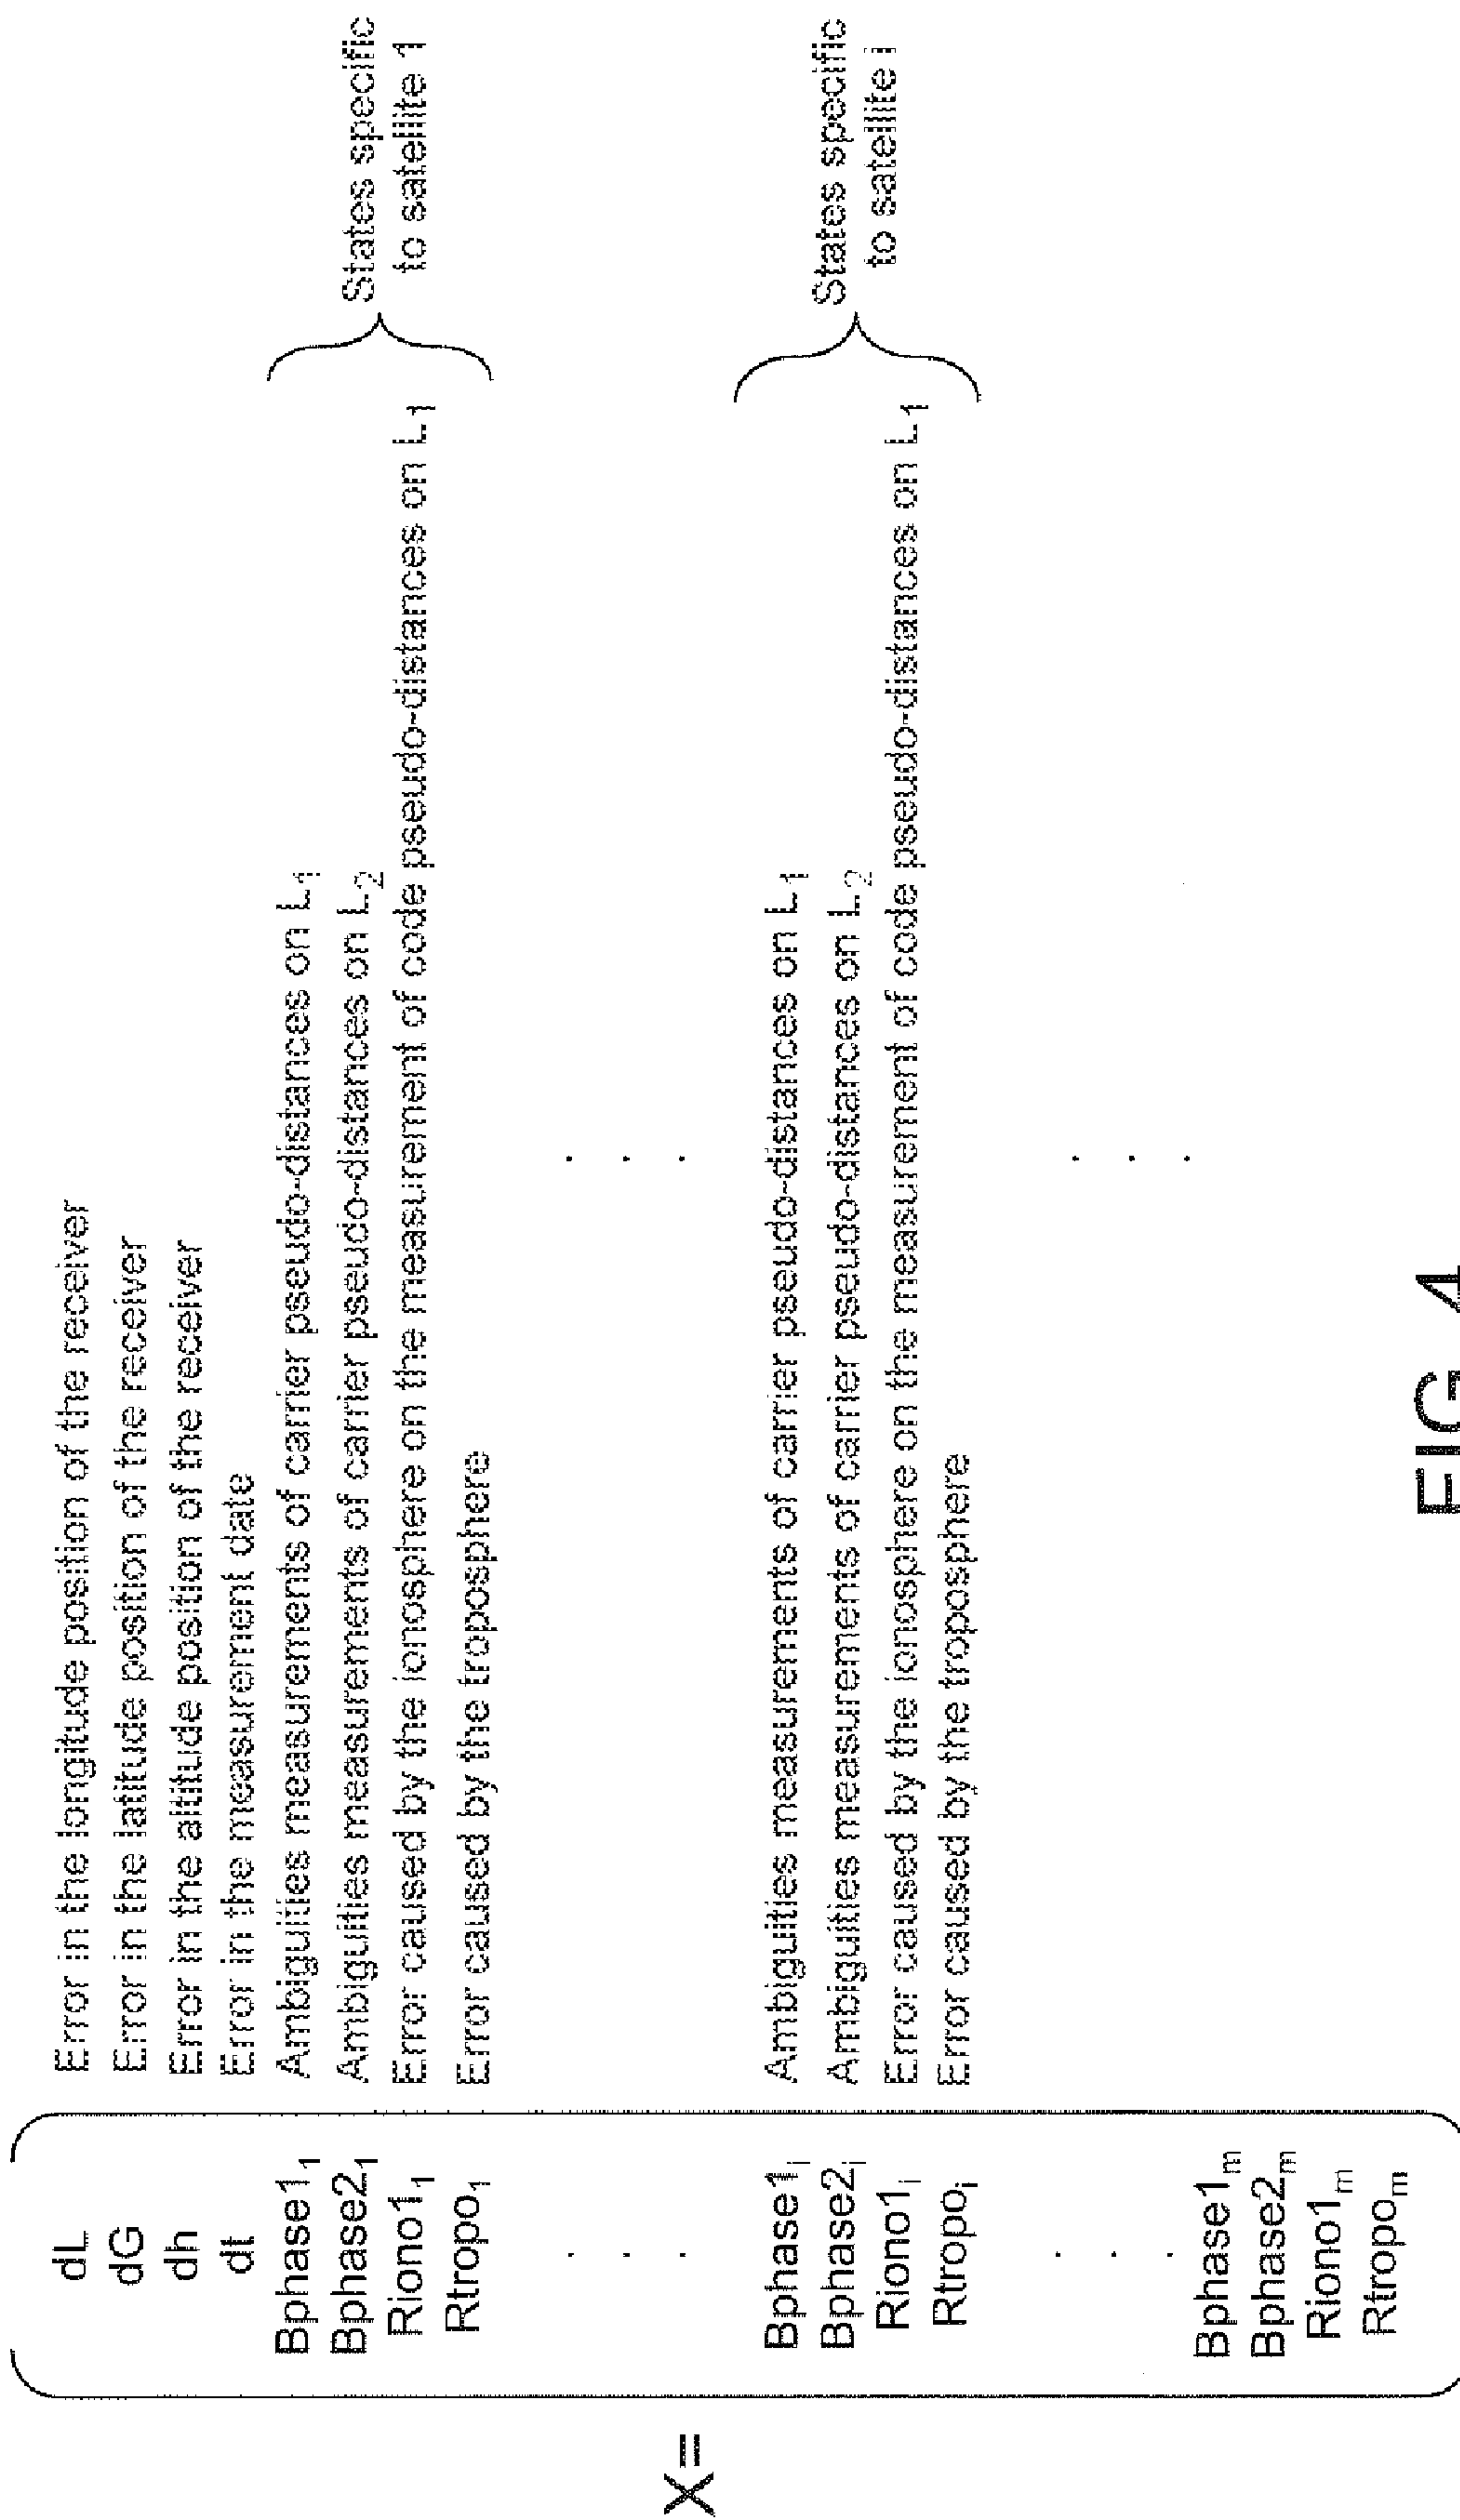 X=
dL Error in the longitude position of the receiver
dG Error in the latitude position of the receiver
dh Error in the altitude position of the receiver
dt Error in the measurement date
Bphase1₁ Ambiguities measurements of carrier pseudo-distances on L₁
Bphase2₁ Ambiguities measurements of carrier pseudo-distances on L₂
Riono1₁ Error caused by the ionosphere on the measurement of code pseudo-distances on L₁
Rtropo₁ Error caused by the troposphere
States specific
to satellite 1
. .
. .
. .
Bphase1ᵢ Ambiguities measurements of carrier pseudo-distances on L₁
Bphase2ᵢ Ambiguities measurements of carrier pseudo-distances on L₂
Riono1ᵢ Error caused by the ionosphere on the measurement of code pseudo-distances on L₁
Rtropoᵢ Error caused by the troposphere
States specific
to satellite i
. .
. .
. .
Bphase1ₘ
Bphase2ₘ
Riono1ₘ
Rtropoₘ
FIG.4